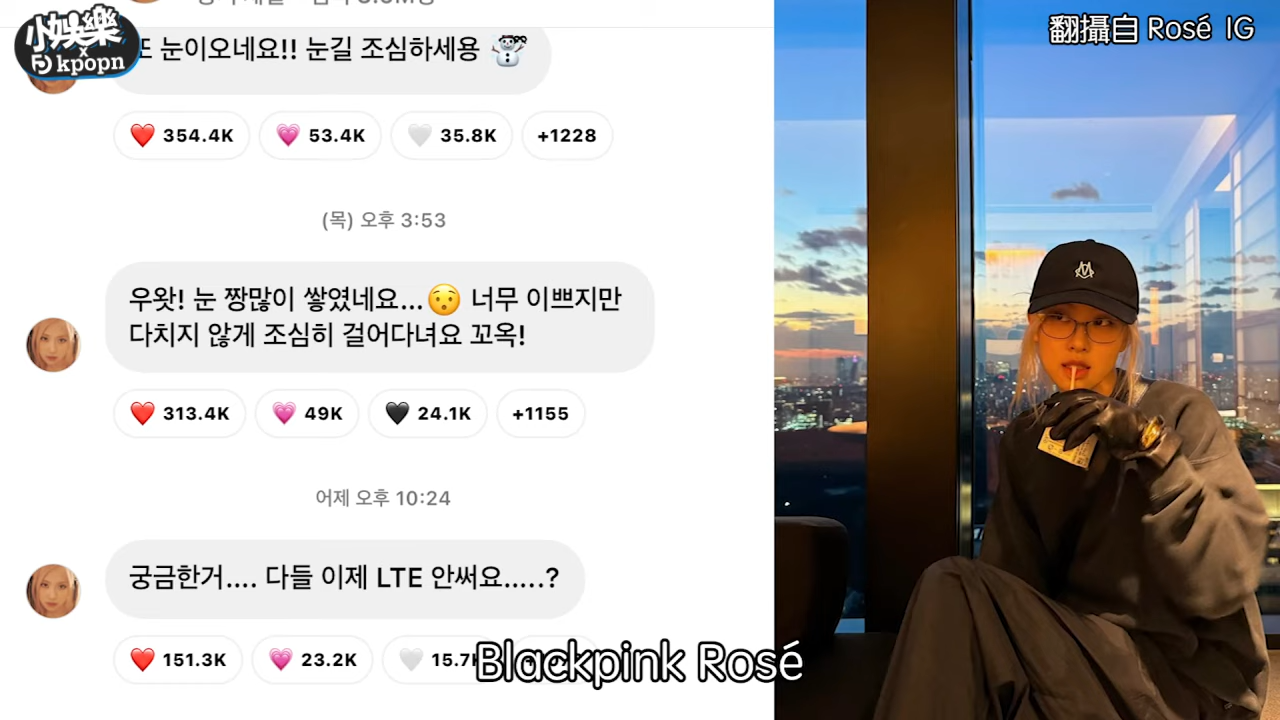 小娛樂
x
kpopn
翻攝自 Rosé IG
또 눈이오네요!! 눈길 조심하세용
354.4K
53.4K
35.8K
+1228
(목) 오후 3:53
우왓! 눈 짱많이 쌓였네요... 너무 이쁘지만
다치지 않게 조심히 걸어다녀요 꼬옥!
313.4K
49K
24.1K
+1155
어제 오후 10:24
궁금한거.... 다들 이제 LTE 안써요.....?
151.3K
23.2K
Blackpink Rosé